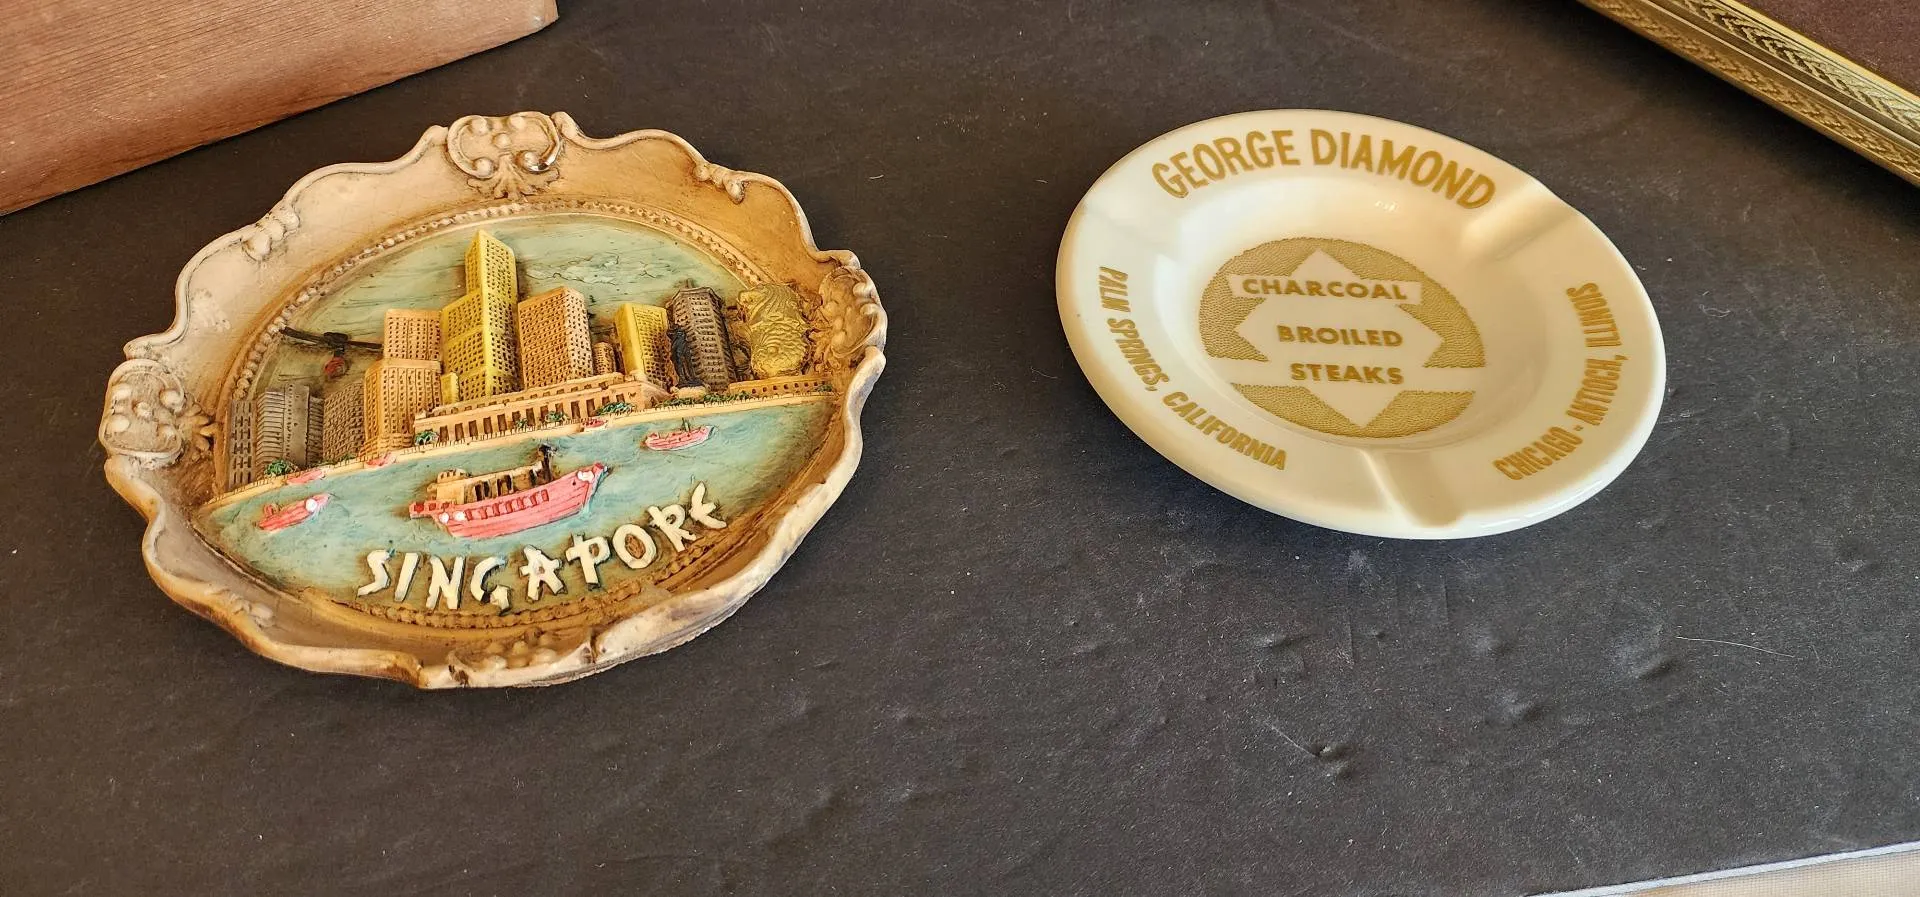 SINGAPORE
GEORGE DIAMOND
CHARCOAL
BROILED
STEAKS
PALM SPRINGS, CALIFORNIA
CHICAGO - ANTIOCH, ILLINOIS